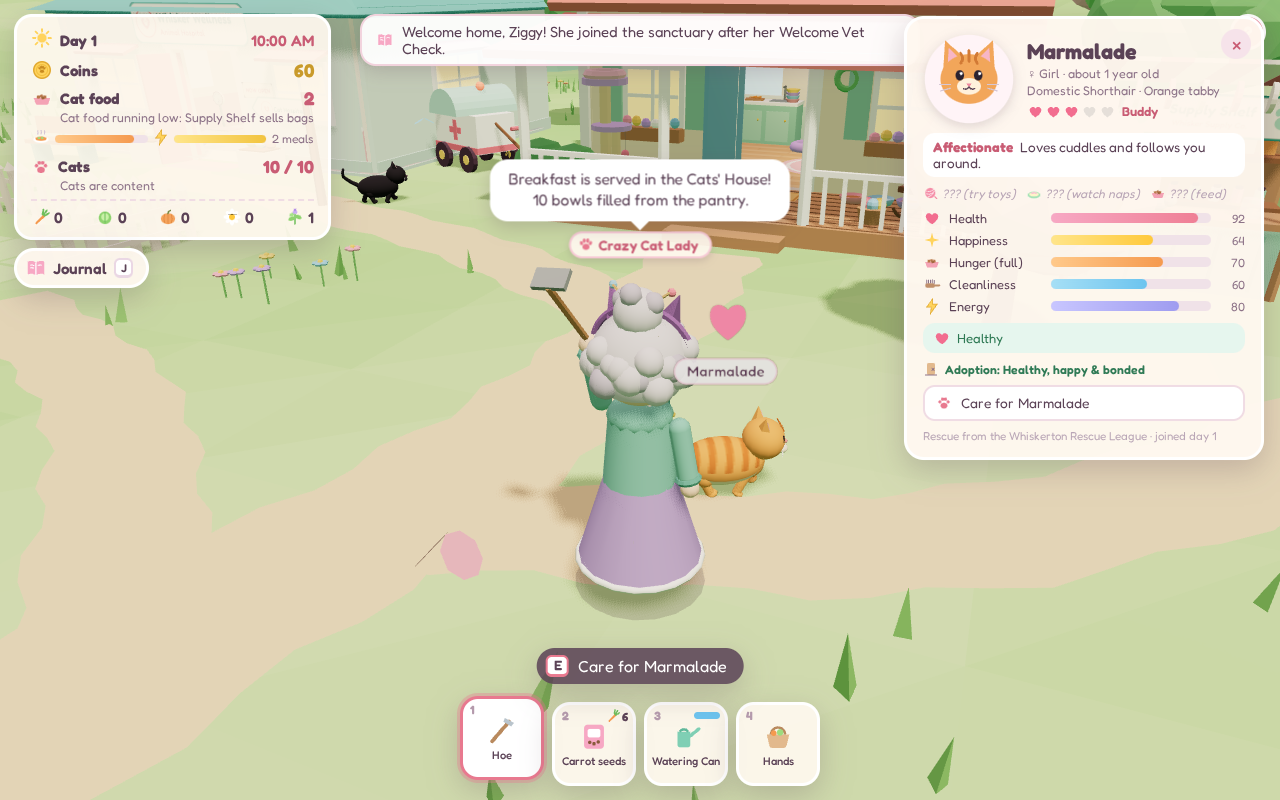 Day 1
10:00 AM
Coins
60
Cat food
2
Cat food running low: Supply Shelf sells bags
2 meals
Cats
10 / 10
Cats are content
0
0
0
0
1
Journal
J
Welcome home, Ziggy! She joined the sanctuary after her Welcome Vet
Check.
Breakfast is served in the Cats' House!
10 bowls filled from the pantry.
Crazy Cat Lady
Marmalade
Marmalade
♀ Girl · about 1 year old
Domestic Shorthair · Orange tabby
Buddy
Affectionate Loves cuddles and follows you
around.
??? (try toys)
??? (watch naps)
??? (feed)
Health
92
Happiness
64
Hunger (full)
70
Cleanliness
60
Energy
80
Healthy
Adoption: Healthy, happy & bonded
Care for Marmalade
Rescue from the Whiskerton Rescue League · joined day 1
E
Care for Marmalade
1
Hoe
2
6
Carrot seeds
3
Watering Can
4
Hands